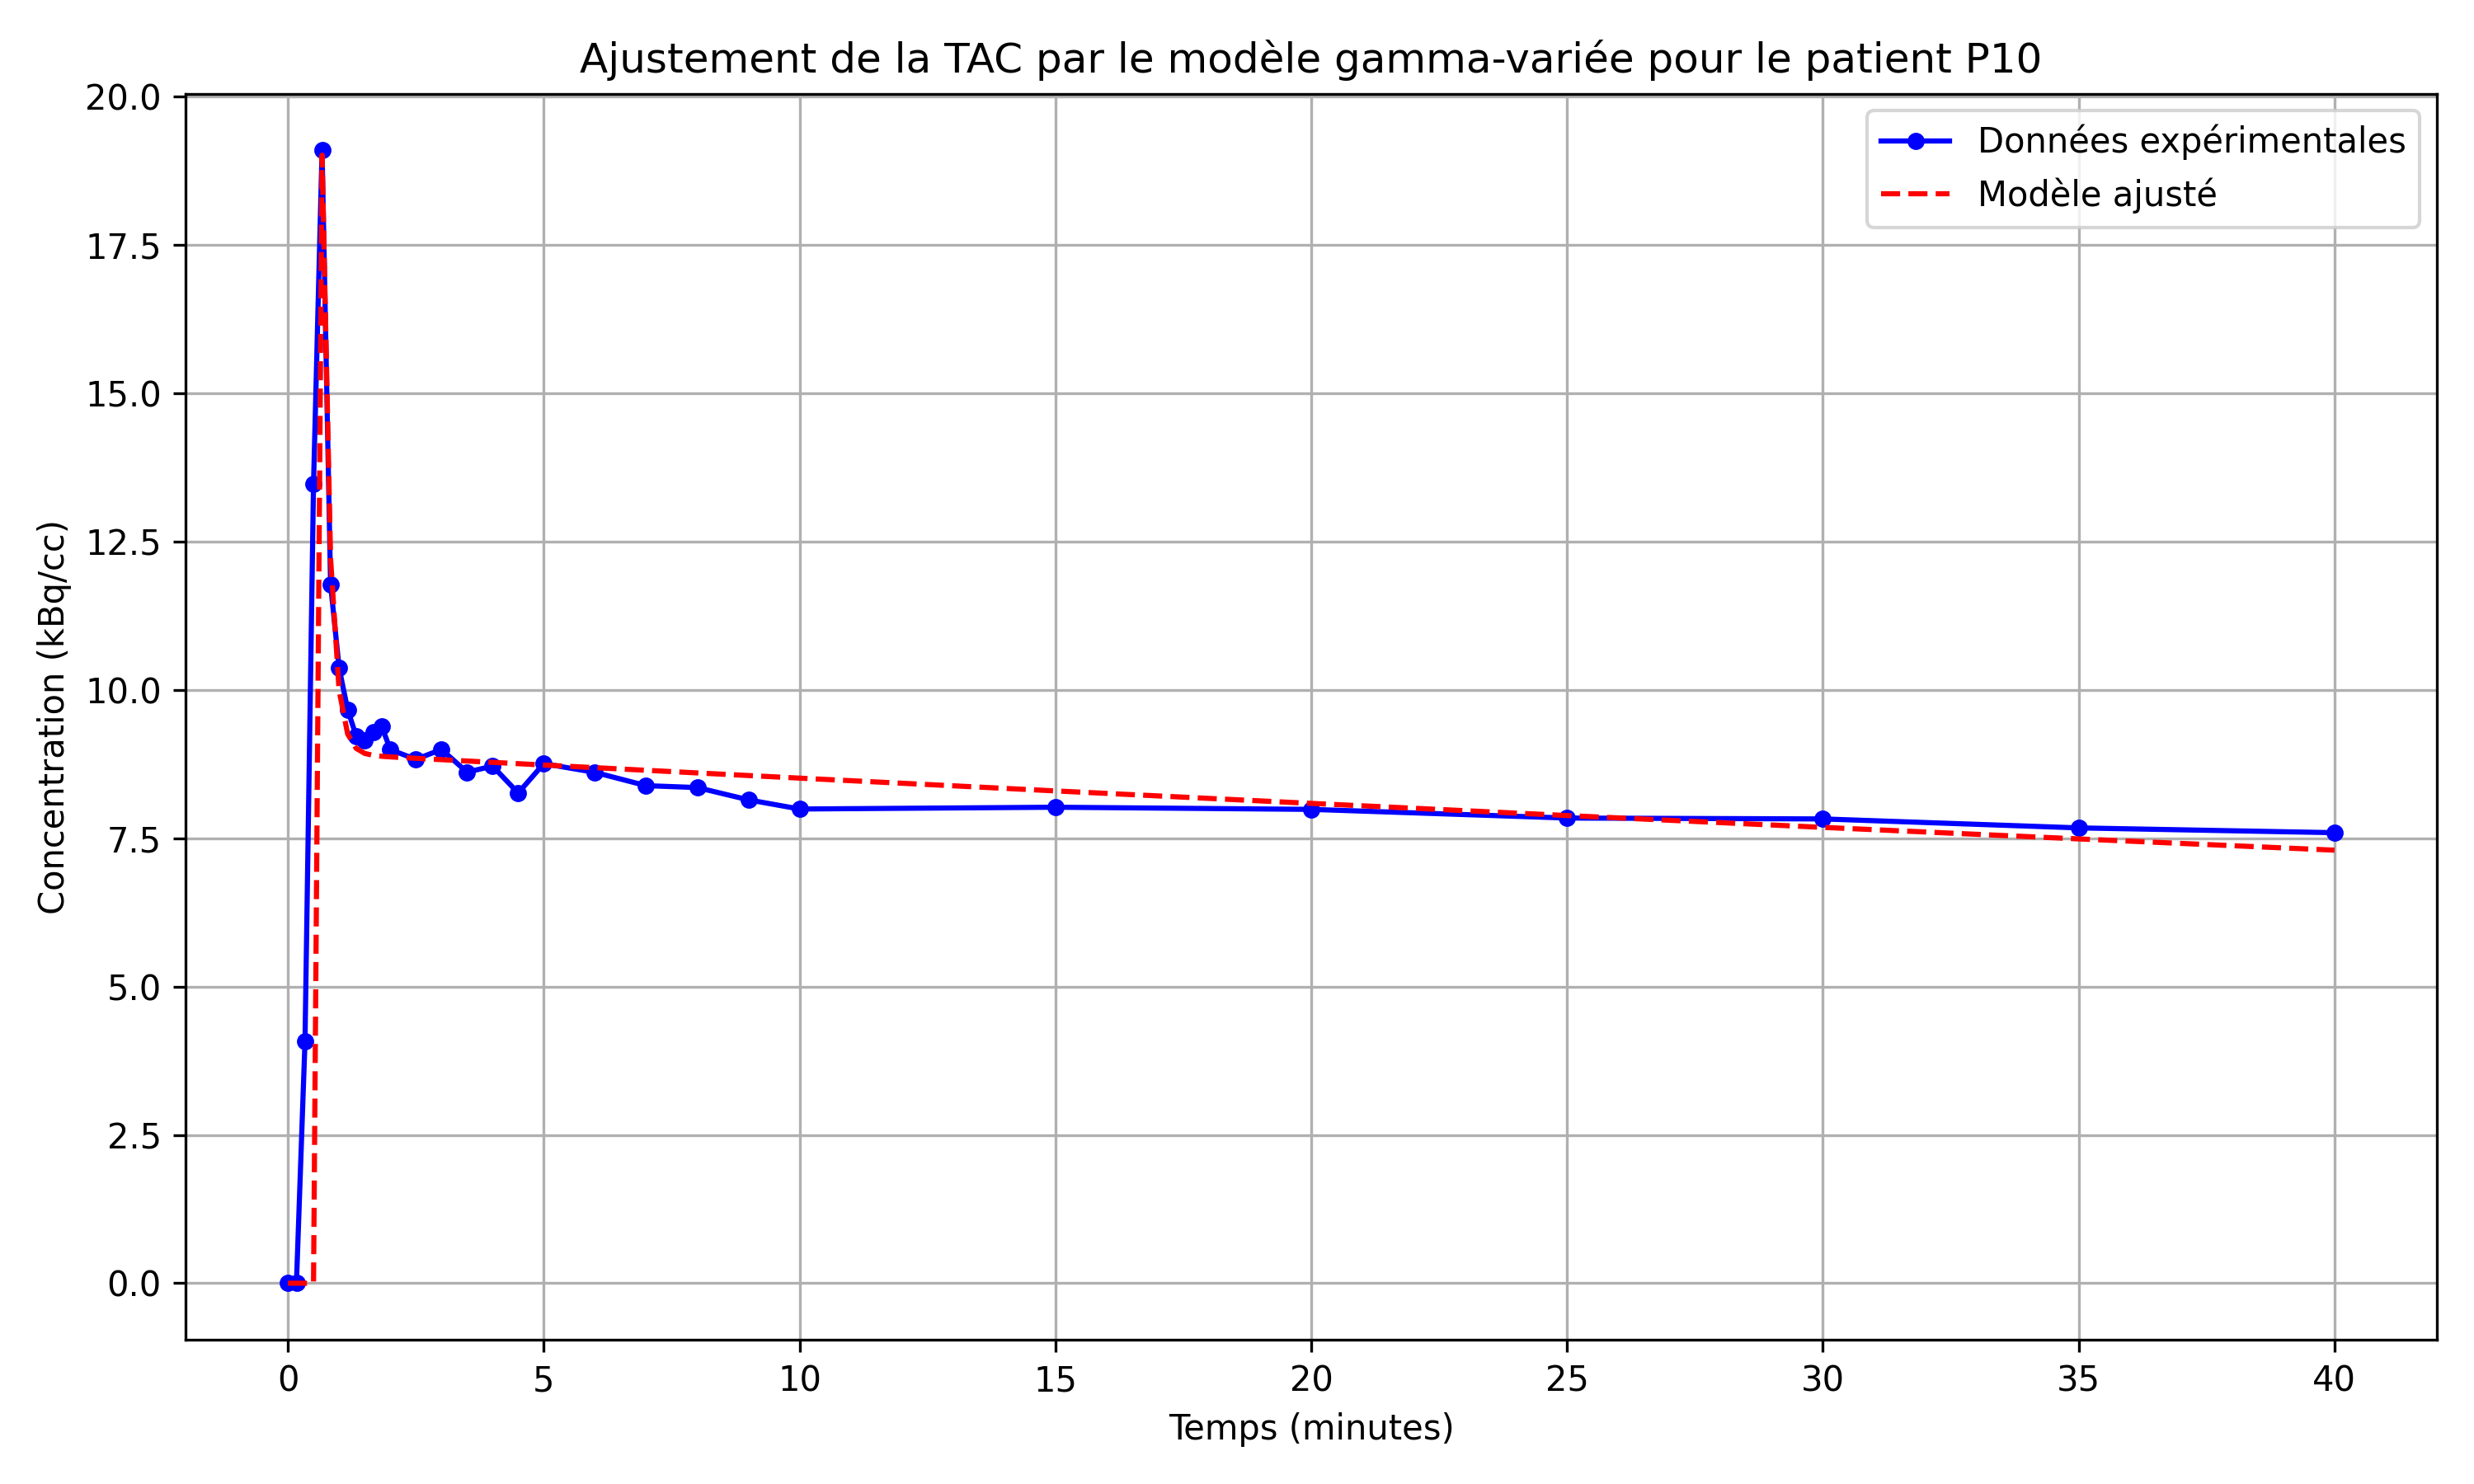 Ajustement de la TAC par le modèle gamma-variée pour le patient P10
20.0
17.5
15.0
12.5
10.0
7.5
5.0
2.5
0.0
Concentration (kBq/cc)
Données expérimentales
Modèle ajusté
0 5 10 15 20 25 30 35 40
Temps (minutes)